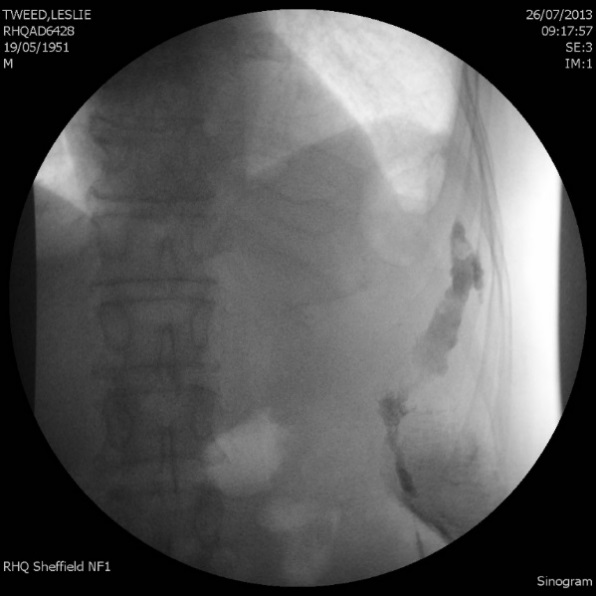 TWEED,LESLIE
RHQAD6428
19/05/1951
M
26/07/2013
09:17:57
SE:3
IM:1
RHQ Sheffield NF1
Sinogram